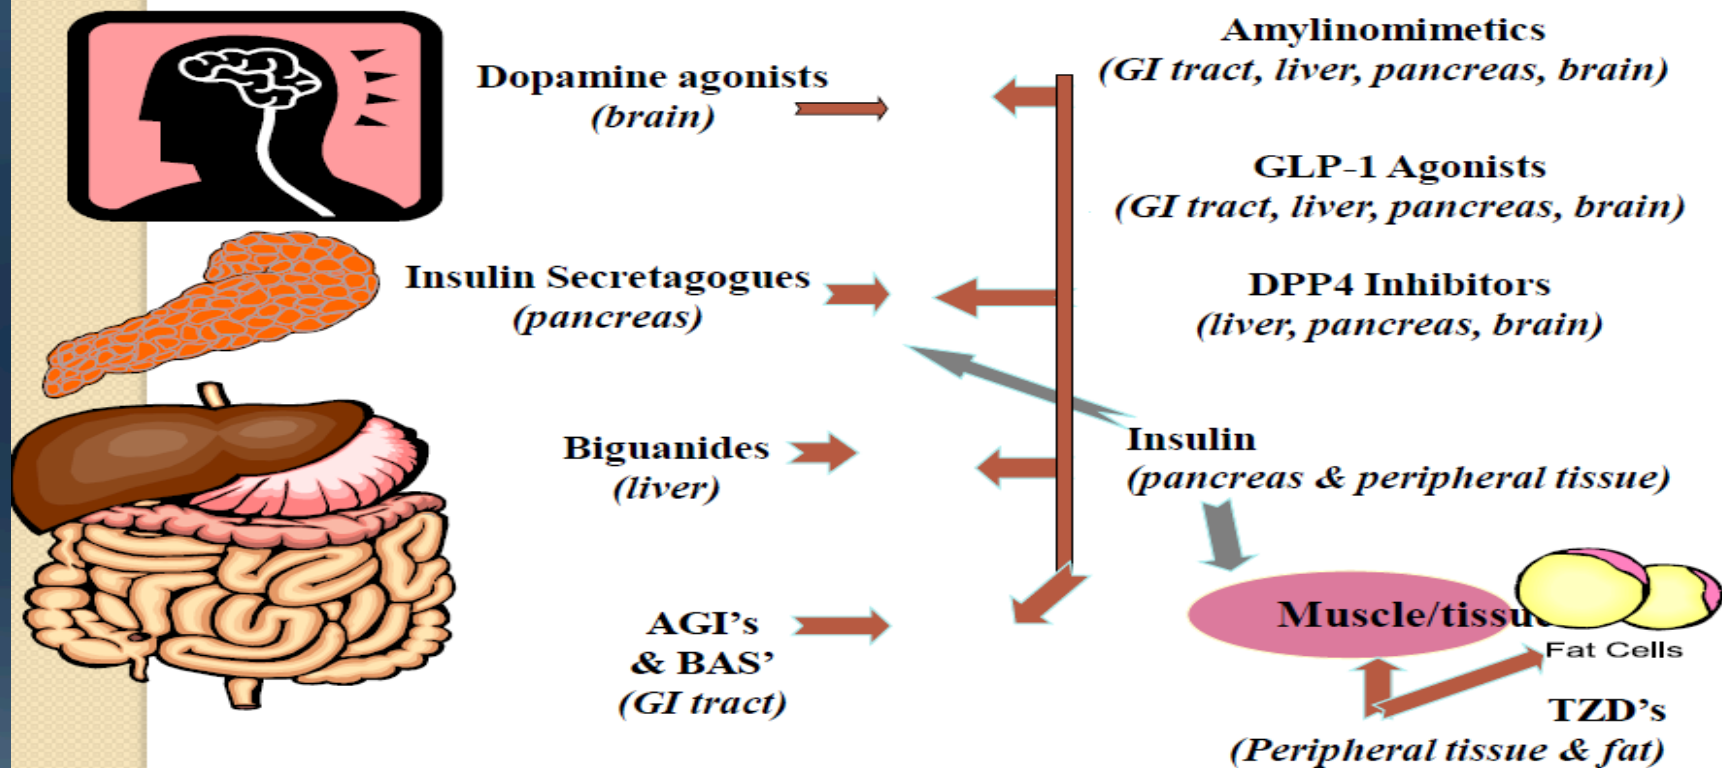 Dopamine agonists
(brain)
Insulin Secretagogues
(pancreas)
Biguanides
(liver)
AGI's
& BAS'
(GI tract)
Amylinomimetics
(GI tract, liver, pancreas, brain)
GLP-1 Agonists
(GI tract, liver, pancreas, brain)
DPP4 Inhibitors
(liver, pancreas, brain)
Insulin
(pancreas & peripheral tissue)
Muscle/tissu
Fat Cells
TZD's
(Peripheral tissue & fat)